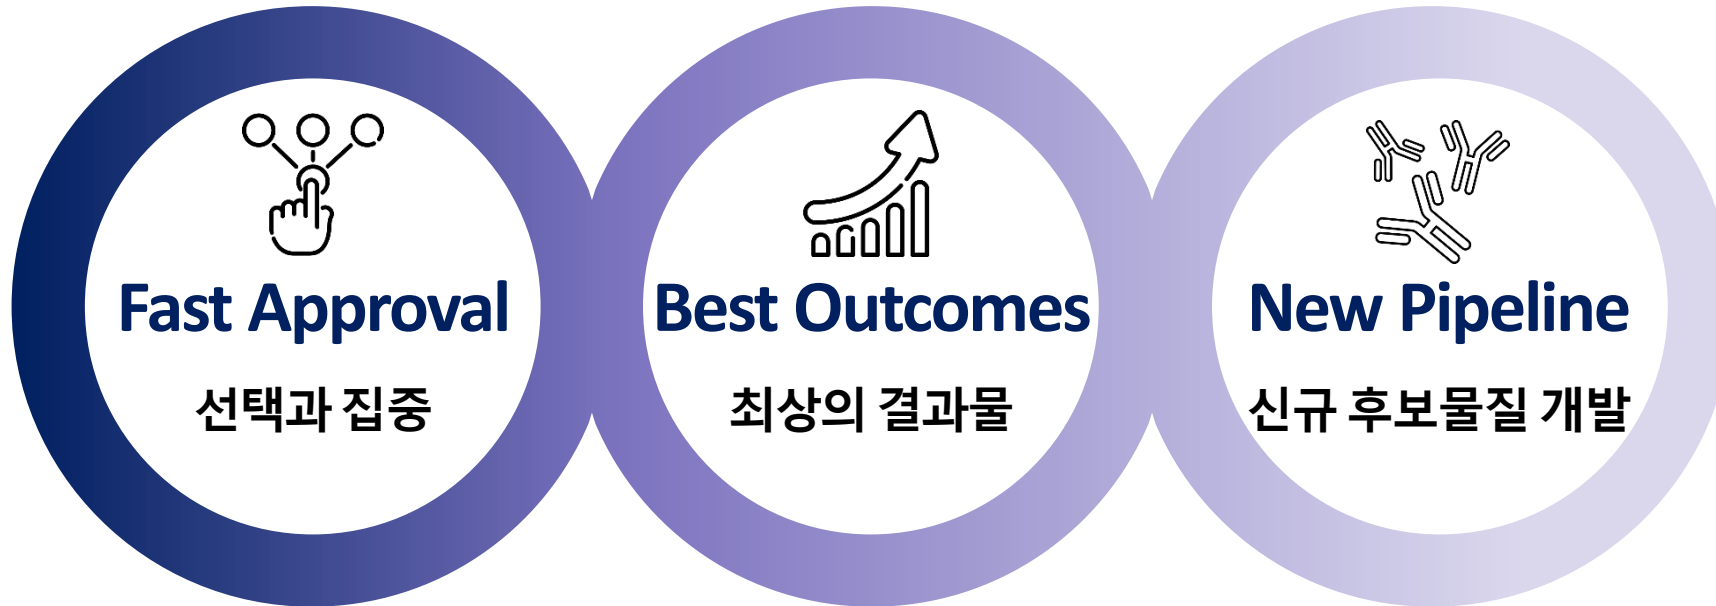 Fast Approval
선택과 집중
Best Outcomes
최상의 결과물
New Pipeline
신규 후보물질 개발